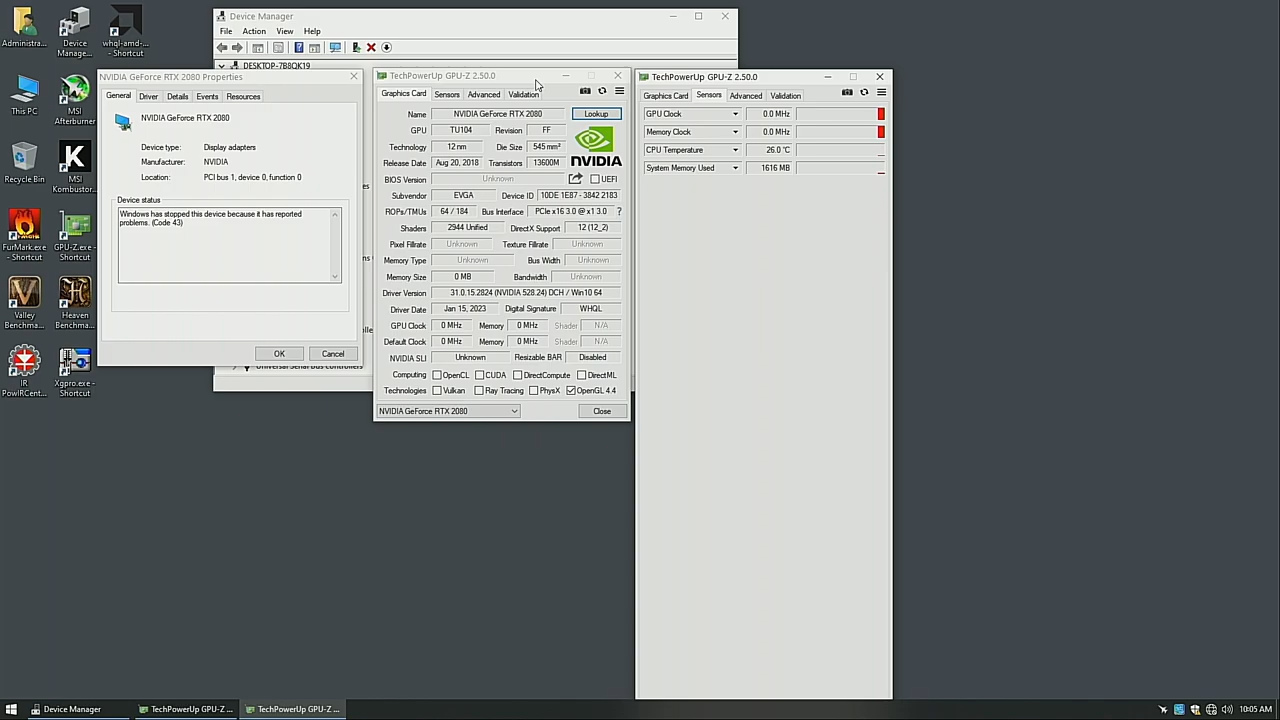 Administra...
Device
Manage...
whql-amd-...
- Shortcut
This PC
MSI
Afterburner
Recycle Bin
MSI
Kombustor...
FurMark.exe
- Shortcut
GPU-Z.exe -
Shortcut
Valley
Benchma...
Heaven
Benchma...
IR
PowIRCent...
Xgpro.exe -
Shortcut
Device Manager
File Action View Help
DESKTOP-7B8QK19
Universal Serial Bus controllers
NVIDIA GeForce RTX 2080 Properties
General Driver Details Events Resources
NVIDIA GeForce RTX 2080
Device type: Display adapters
Manufacturer: NVIDIA
Location: PCI bus 1, device 0, function 0
Device status
Windows has stopped this device because it has reported
problems. (Code 43)
OK Cancel
TechPowerUp GPU-Z 2.50.0
Graphics Card Sensors Advanced Validation
Name NVIDIA GeForce RTX 2080 Lookup
GPU TU104 Revision FF
Technology 12 nm Die Size 545 mm²
NVIDIA
Release Date Aug 20, 2018 Transistors 13600M
BIOS Version Unknown UEFI
Subvendor EVGA Device ID 10DE 1E87 - 3842 2183
ROPs/TMUs 64 / 184 Bus Interface PCIe x16 3.0 @ x1 3.0 ?
Shaders 2944 Unified DirectX Support 12 (12_2)
Pixel Fillrate Unknown Texture Fillrate Unknown
Memory Type Unknown Bus Width Unknown
Memory Size 0 MB Bandwidth Unknown
Driver Version 31.0.15.2824 (NVIDIA 528.24) DCH / Win10 64
Driver Date Jan 15, 2023 Digital Signature WHQL
GPU Clock 0 MHz Memory 0 MHz Shader N/A
Default Clock 0 MHz Memory 0 MHz Shader N/A
NVIDIA SLI Unknown Resizable BAR Disabled
Computing OpenCL CUDA DirectCompute DirectML
Technologies Vulkan Ray Tracing PhysX OpenGL 4.4
NVIDIA GeForce RTX 2080 Close
TechPowerUp GPU-Z 2.50.0
Graphics Card Sensors Advanced Validation
GPU Clock 0.0 MHz
Memory Clock 0.0 MHz
CPU Temperature 26.0 °C
System Memory Used 1616 MB
Device Manager TechPowerUp GPU-Z ... TechPowerUp GPU-Z ... 10:05 AM